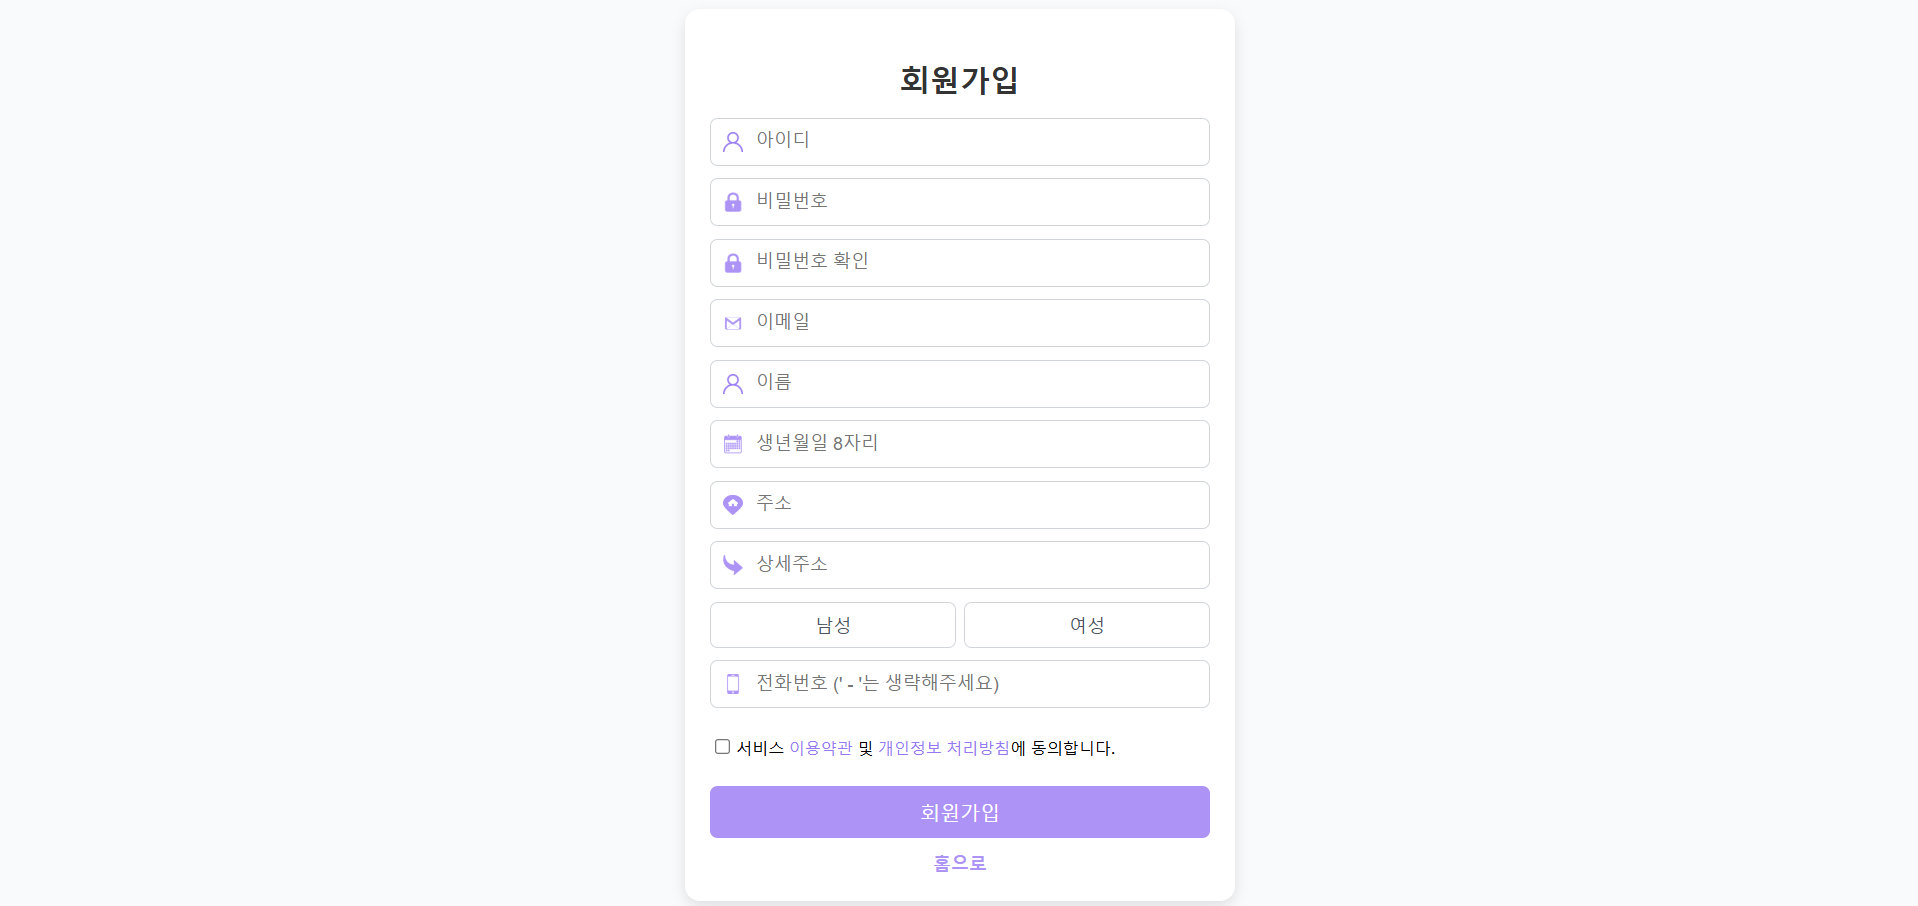 회원가입
아이디
비밀번호
비밀번호 확인
이메일
이름
생년월일 8자리
주소
상세주소
남성 여성
전화번호 (' - '는 생략해주세요)
서비스 이용약관 및 개인정보 처리방침에 동의합니다.
회원가입
홈으로